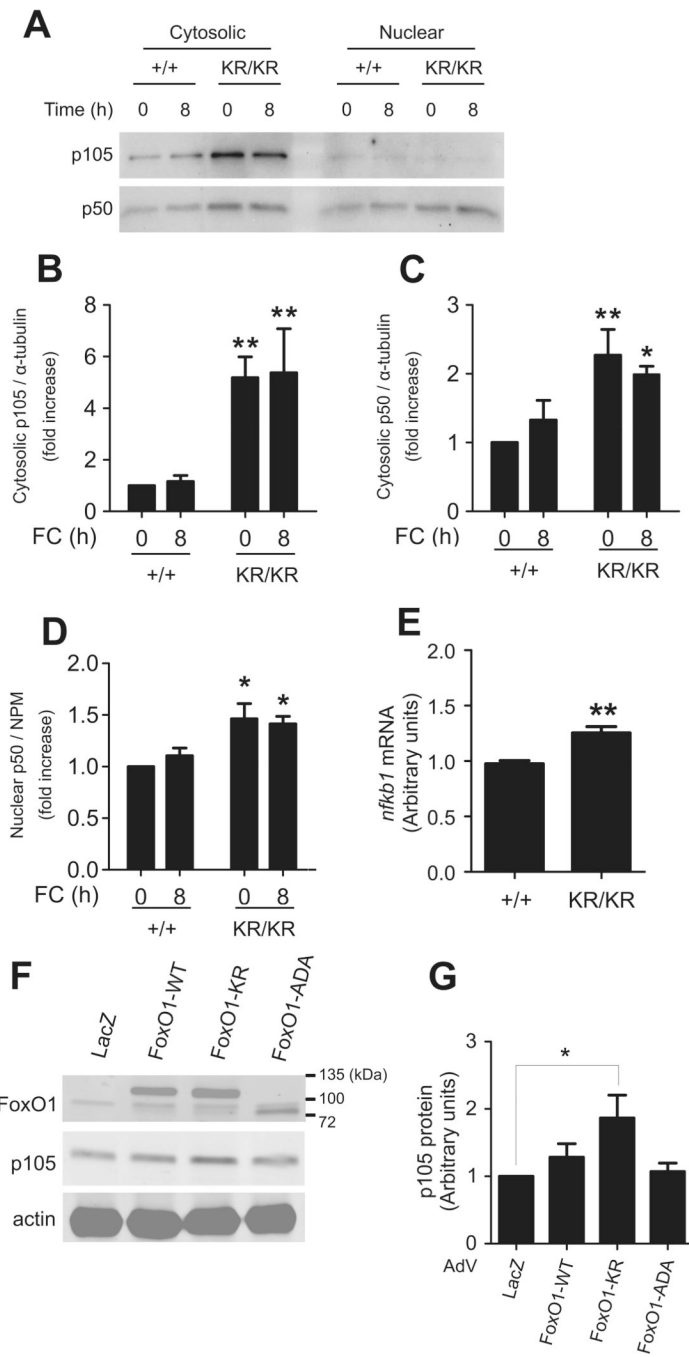 A
Cytosolic Nuclear
+/+ KR/KR +/+ KR/KR
Time (h) 0 8 0 8 0 8 0 8
p105
p50
B
Cytosolic p105 / α-tubulin
(fold increase)
8
6
4
2
1
0
**
**
FC (h) 0 8 0 8
+/+ KR/KR
C
Cytosolic p50 / α-tubulin
(fold increase)
3
2
1
0
**
*
FC (h) 0 8 0 8
+/+ KR/KR
D
Nuclear p50 / NPM
(fold increase)
2.0
1.5
1.0
0.5
0.0
*
*
FC (h) 0 8 0 8
+/+ KR/KR
E
nfkb1 mRNA
(Arbitrary units)
2.0
1.5
1.0
0.5
0.0
**
+/+ KR/KR
F
LacZ
FoxO1-WT
FoxO1-KR
FoxO1-ADA
FoxO1
135 (kDa)
100
72
p105
actin
G
p105 protein
(Arbitrary units)
3
2
1
0
*
AdV
LacZ
FoxO1-WT
FoxO1-KR
FoxO1-ADA